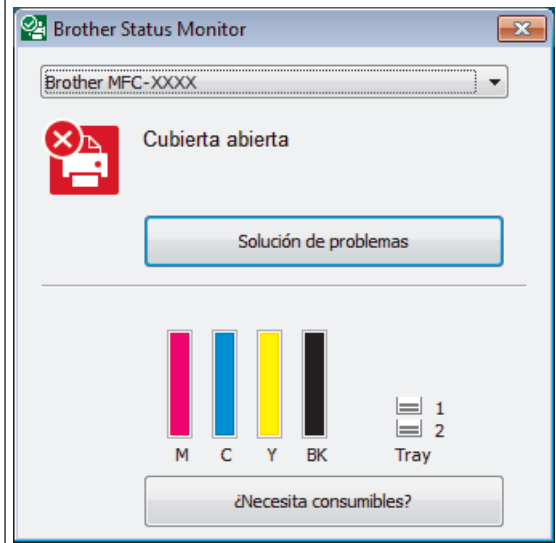 Brother Status Monitor
Brother MFC-XXXX
Cubierta abierta
Solución de problemas
1
2
M C Y BK Tray
¿Necesita consumibles?